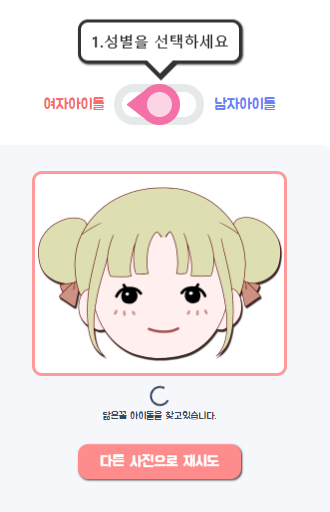 1.성별을 선택하세요
여자아이돌
남자아이돌
닮은꼴 아이돌을 찾고있습니다.
다른 사진으로 재시도